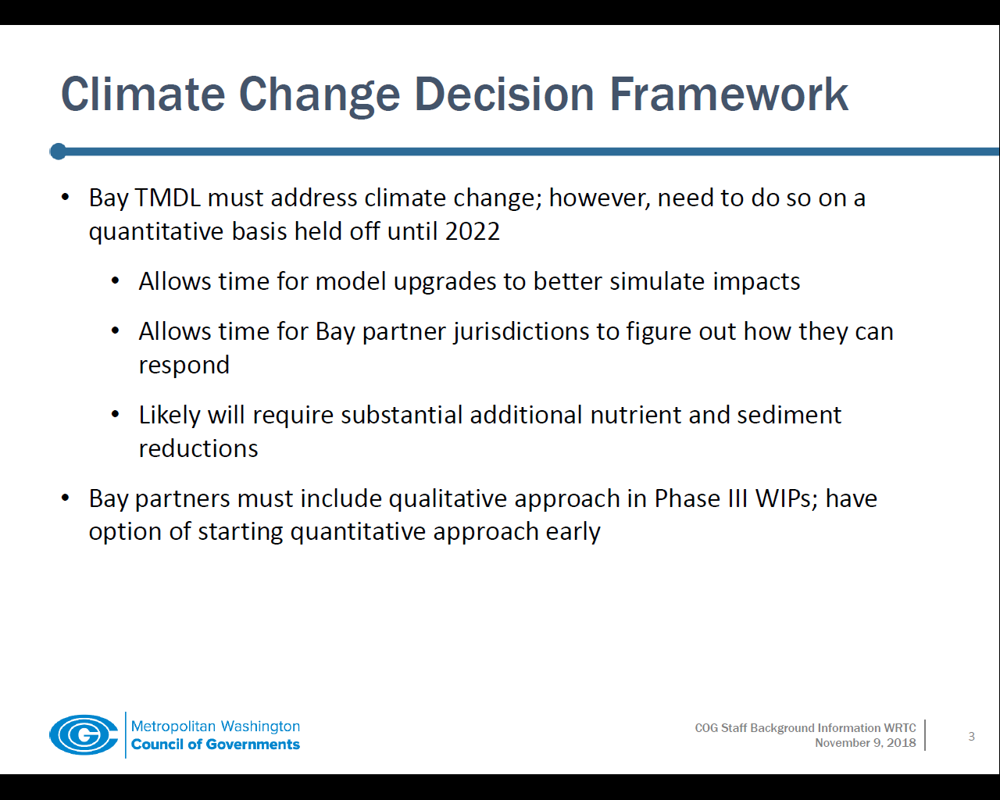 Climate Change Decision Framework
• Bay TMDL must address climate change; however, need to do so on a
quantitative basis held off until 2022
• Allows time for model upgrades to better simulate impacts
• Allows time for Bay partner jurisdictions to figure out how they can
respond
• Likely will require substantial additional nutrient and sediment
reductions
• Bay partners must include qualitative approach in Phase III WIPs; have
option of starting quantitative approach early
Metropolitan Washington
Council of Governments
COG Staff Background Information WRTC
November 9, 2018
3